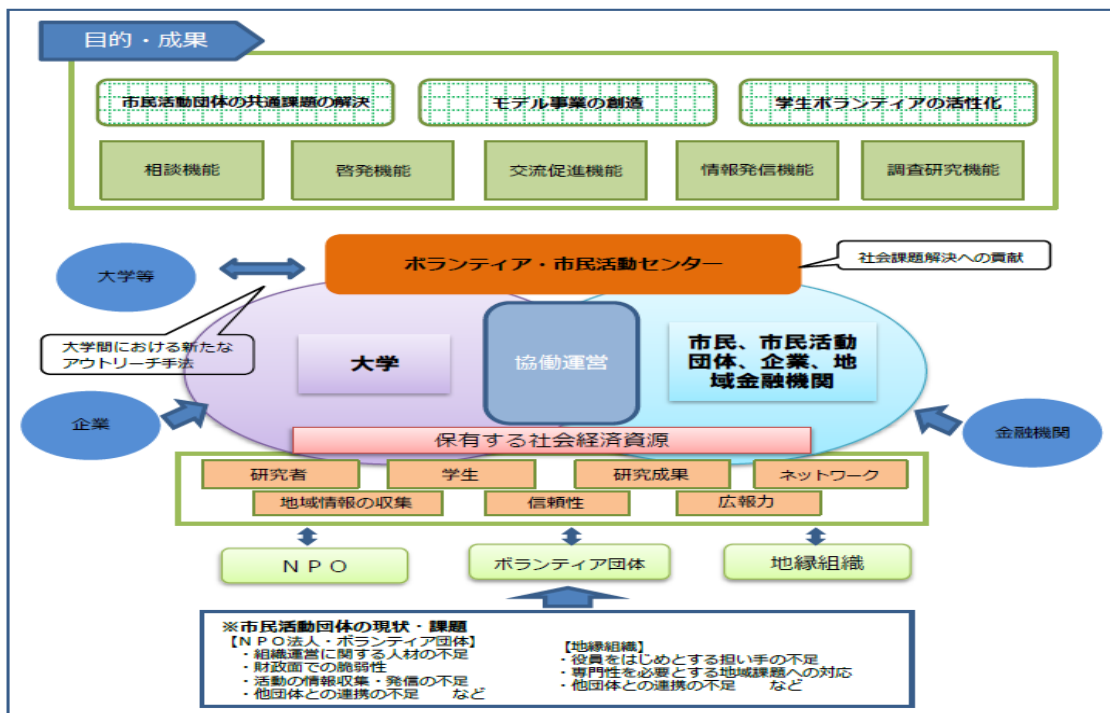 目的・成果
市民活動団体の共通課題の解決
モデル事業の創造
学生ボランティアの活性化
相談機能
啓発機能
交流促進機能
情報発信機能
調査研究機能
大学等
ボランティア・市民活動センター
社会課題解決への貢献
大学間における新たな
アウトリーチ手法
大学
協働運営
市民、市民活動
団体、企業、地
域金融機関
企業
金融機関
保有する社会経済資源
研究者
学生
研究成果
ネットワーク
地域情報の収集
信頼性
広報力
ＮＰＯ
ボランティア団体
地縁組織
※市民活動団体の現状・課題
【ＮＰＯ法人・ボランティア団体】
・組織運営に関する人材の不足
・財政面での脆弱性
・活動の情報収集・発信の不足
・他団体との連携の不足　　など
【地縁組織】
・役員をはじめとする担い手の不足
・専門性を必要とする地域課題への対応
・他団体との連携の不足　　など